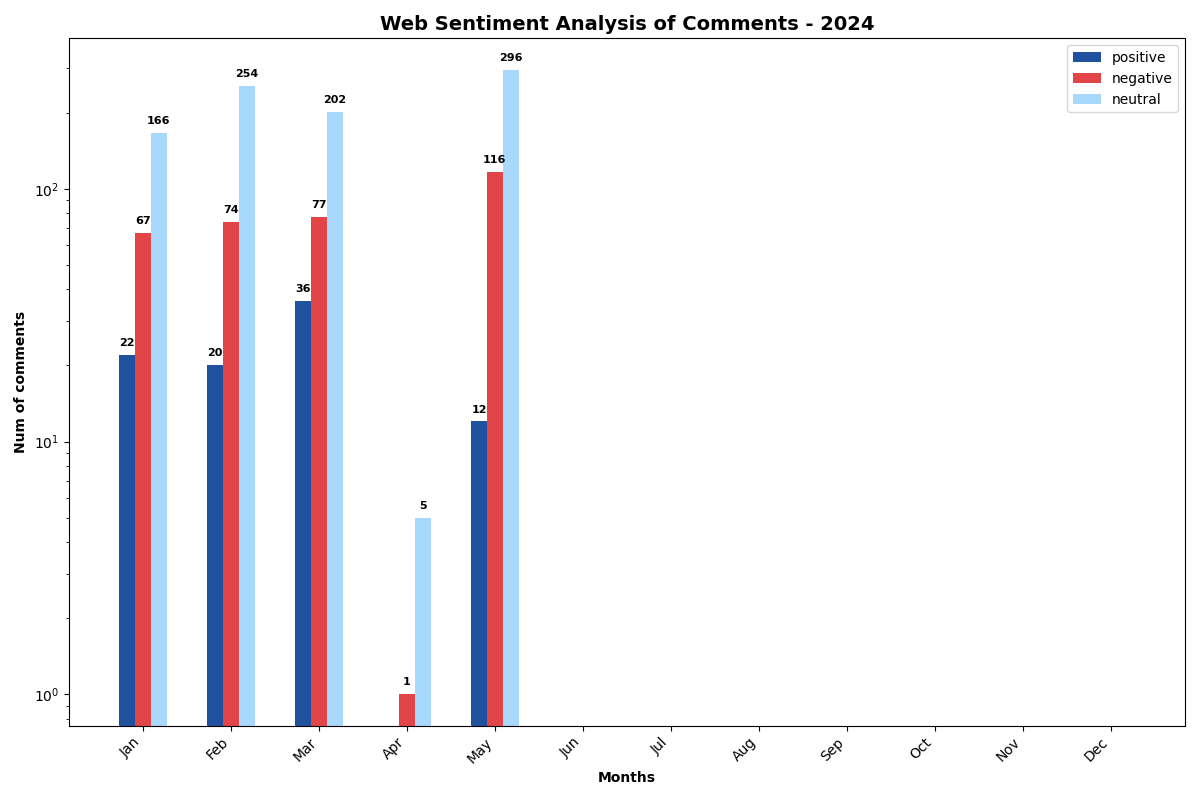 Web Sentiment Analysis of Comments - 2024
positive
negative
neutral
Num of comments
10²
10¹
10⁰
22
67
166
20
74
254
36
77
202
1
5
12
116
296
Jan
Feb
Mar
Apr
May
Jun
Jul
Aug
Sep
Oct
Nov
Dec
Months